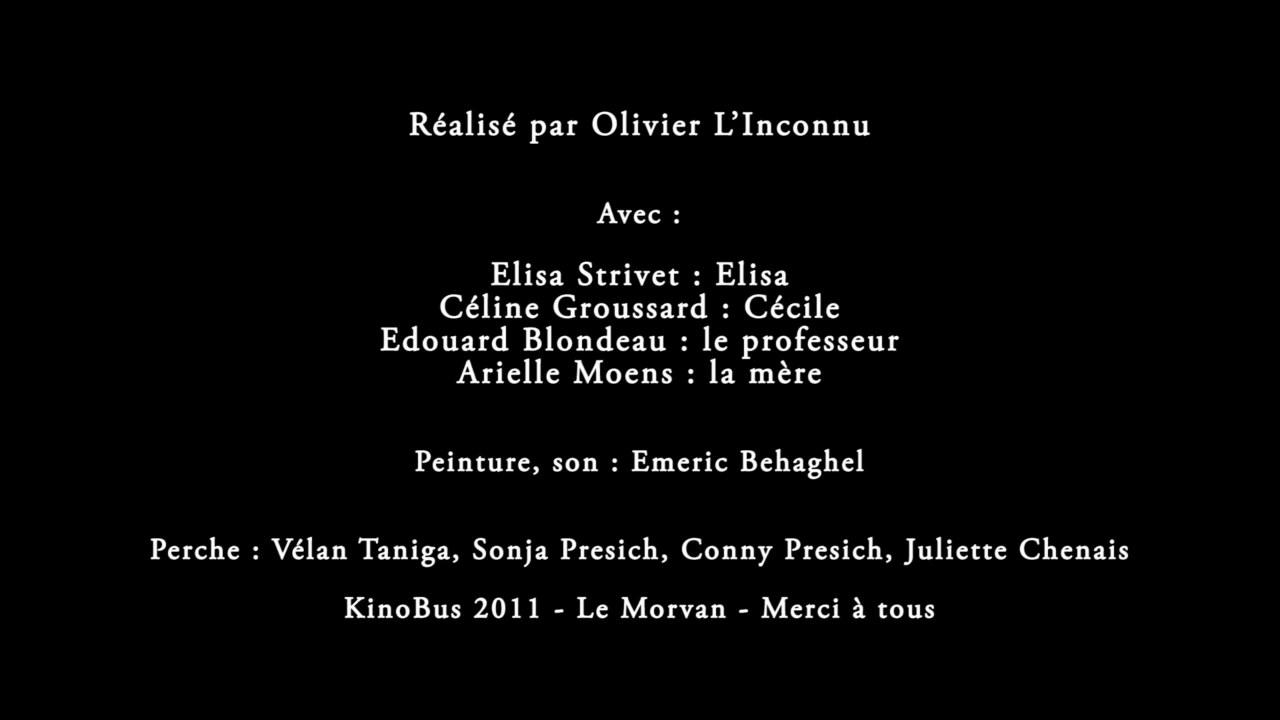 Réalisé par Olivier L’Inconnu
Avec :
Elisa Strivet : Elisa
Céline Groussard : Cécile
Edouard Blondeau : le professeur
Arielle Moens : la mère
Peinture, son : Emeric Behaghel
Perche : Vélan Taniga, Sonja Presich, Conny Presich, Juliette Chenais
KinoBus 2011 - Le Morvan - Merci à tous